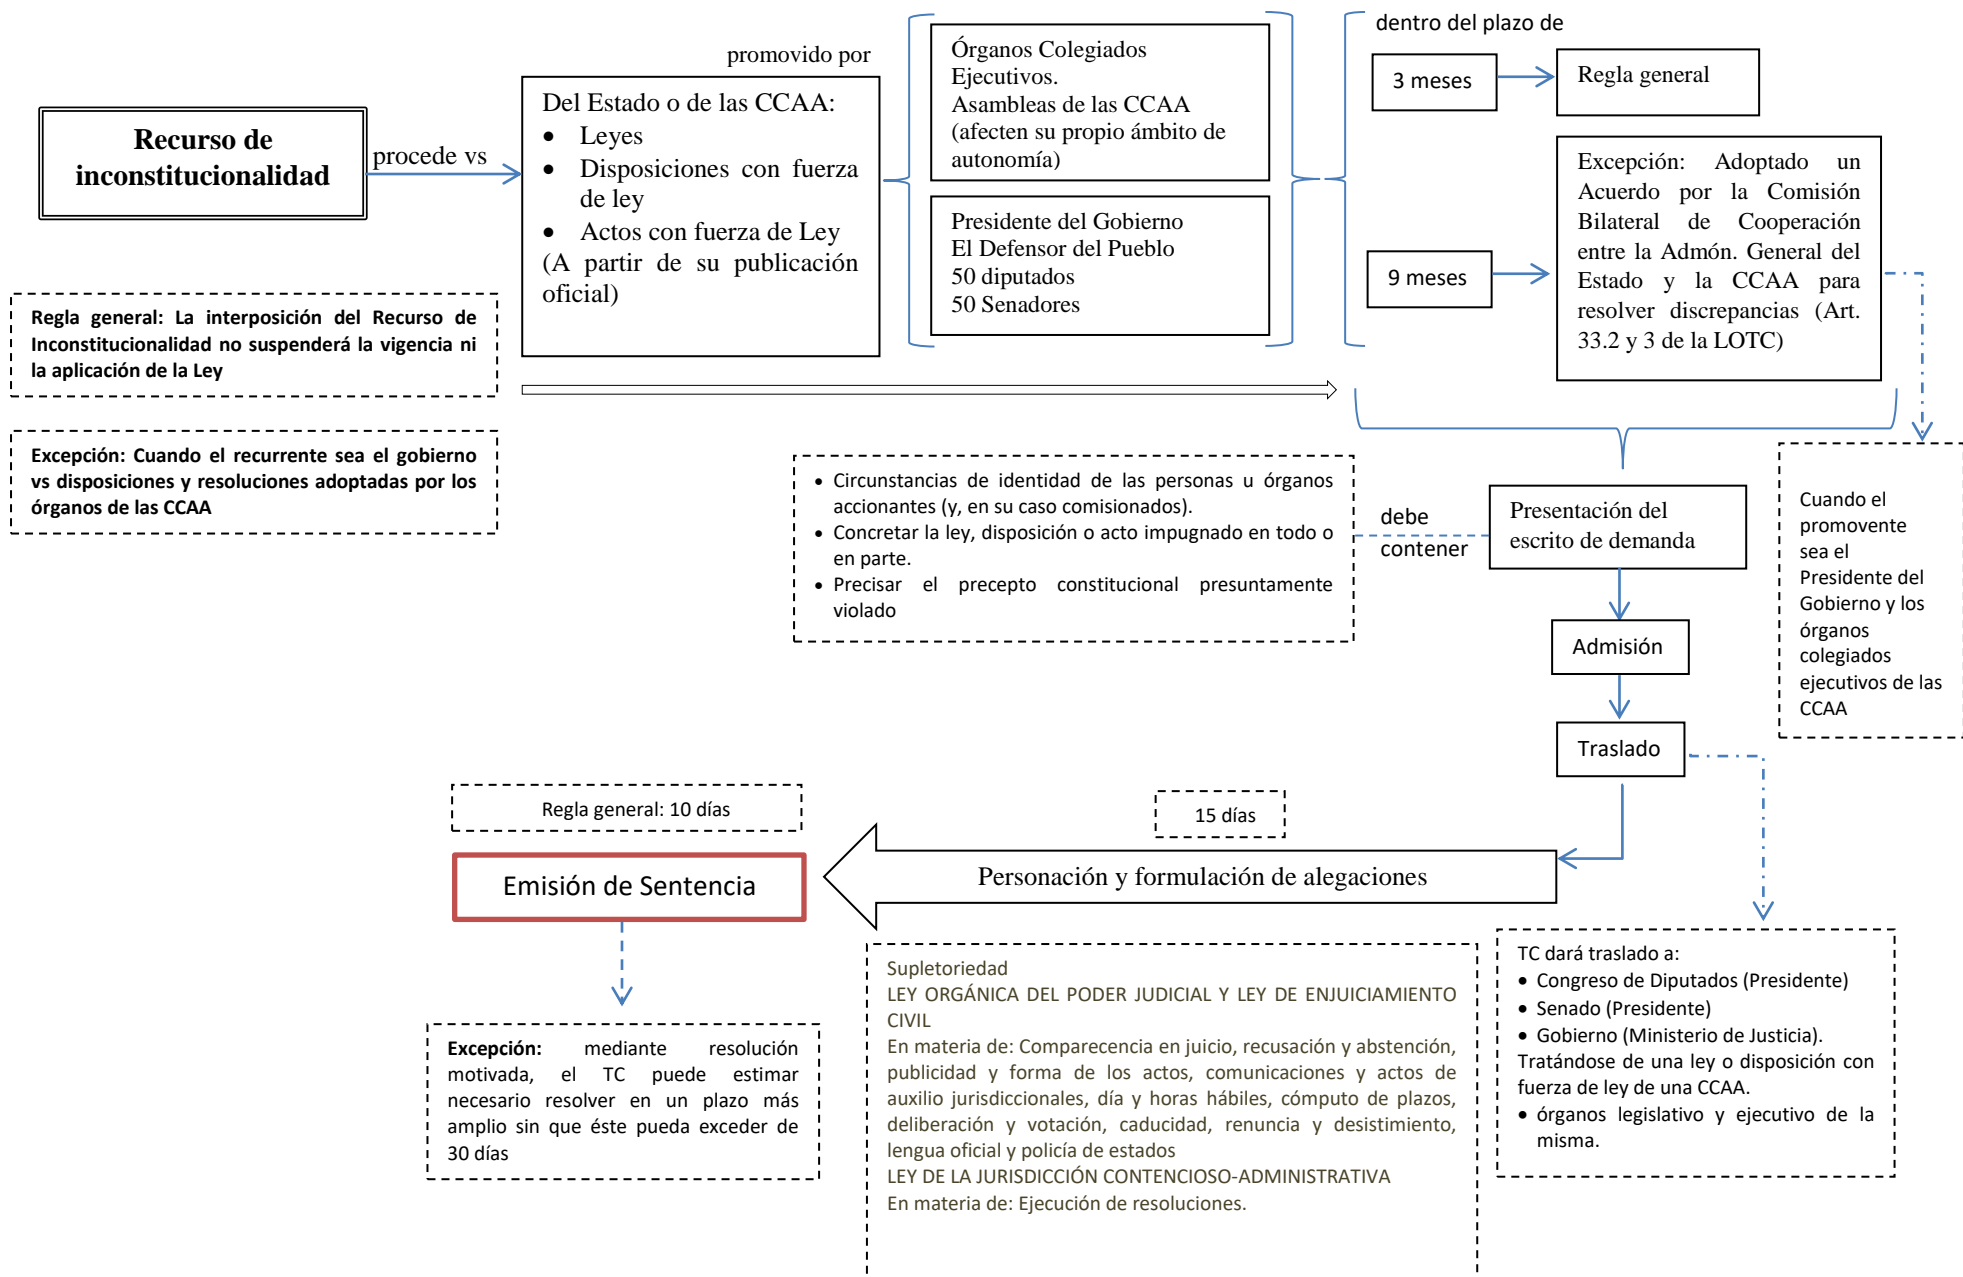 Recurso de
inconstitucionalidad
procede vs
Del Estado o de las CCAA:
• Leyes
• Disposiciones con fuerza
de ley
• Actos con fuerza de Ley
(A partir de su publicación
oficial)
promovido por
Órganos Colegiados
Ejecutivos.
Asambleas de las CCAA
(afecten su propio ámbito de
autonomía)
Presidente del Gobierno
El Defensor del Pueblo
50 diputados
50 Senadores
dentro del plazo de
3 meses
Regla general
9 meses
Excepción: Adoptado un
Acuerdo por la Comisión
Bilateral de Cooperación
entre la Admón. General del
Estado y la CCAA para
resolver discrepancias (Art.
33.2 y 3 de la LOTC)
Regla general: La interposición del Recurso de
Inconstitucionalidad no suspenderá la vigencia ni
la aplicación de la Ley
Excepción: Cuando el recurrente sea el gobierno
vs disposiciones y resoluciones adoptadas por los
órganos de las CCAA
• Circunstancias de identidad de las personas u órganos
accionantes (y, en su caso comisionados).
• Concretar la ley, disposición o acto impugnado en todo o
en parte.
• Precisar el precepto constitucional presuntamente
violado
debe
contener
Presentación del
escrito de demanda
Cuando el
promovente
sea el
Presidente del
Gobierno y los
órganos
colegiados
ejecutivos de las
CCAA
Admisión
Traslado
Regla general: 10 días
15 días
Emisión de Sentencia
Personación y formulación de alegaciones
Excepción: mediante resolución
motivada, el TC puede estimar
necesario resolver en un plazo más
amplio sin que éste pueda exceder de
30 días
Supletoriedad
LEY ORGÁNICA DEL PODER JUDICIAL Y LEY DE ENJUICIAMIENTO
CIVIL
En materia de: Comparecencia en juicio, recusación y abstención,
publicidad y forma de los actos, comunicaciones y actos de
auxilio jurisdiccionales, día y horas hábiles, cómputo de plazos,
deliberación y votación, caducidad, renuncia y desistimiento,
lengua oficial y policía de estados
LEY DE LA JURISDICCIÓN CONTENCIOSO-ADMINISTRATIVA
En materia de: Ejecución de resoluciones.
TC dará traslado a:
• Congreso de Diputados (Presidente)
• Senado (Presidente)
• Gobierno (Ministerio de Justicia).
Tratándose de una ley o disposición con
fuerza de ley de una CCAA.
• órganos legislativo y ejecutivo de la
misma.